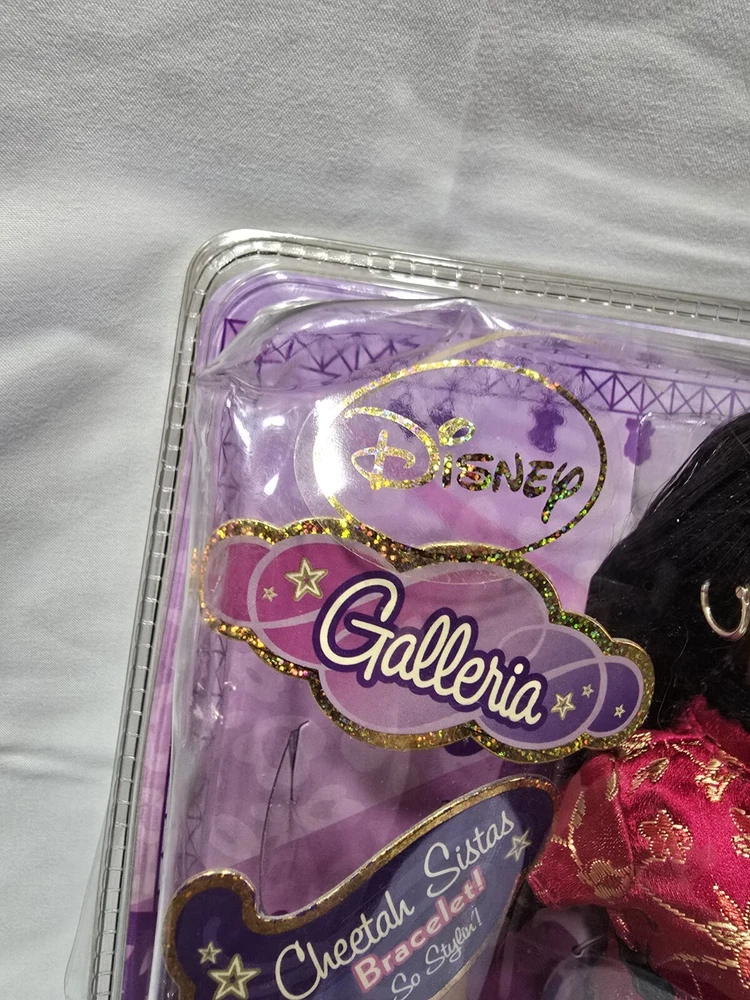 Disney
Galleria
Cheetah Sistas
Bracelet!
So Stylin'!